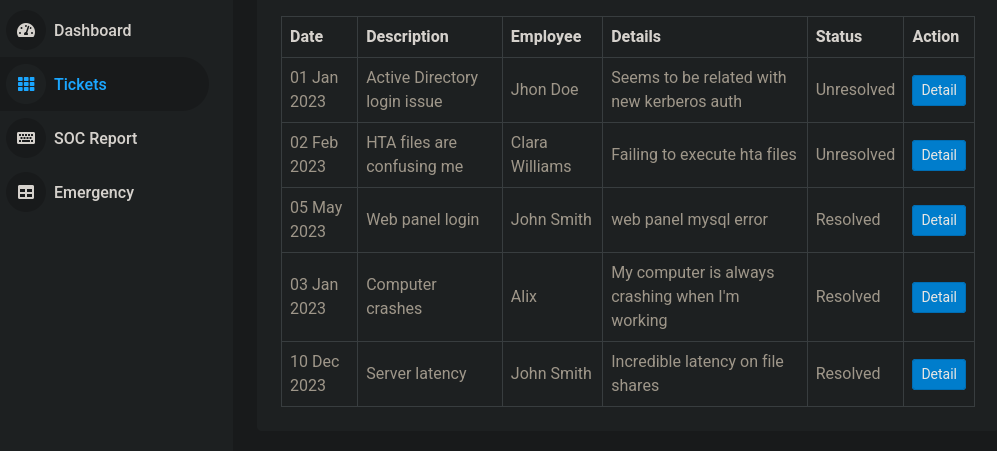 Dashboard
Tickets
SOC Report
Emergency
Date Description Employee Details Status Action
01 Jan 2023 Active Directory login issue Jhon Doe Seems to be related with new kerberos auth Unresolved Detail
02 Feb 2023 HTA files are confusing me Clara Williams Failing to execute hta files Unresolved Detail
05 May 2023 Web panel login John Smith web panel mysql error Resolved Detail
03 Jan 2023 Computer crashes Alix My computer is always crashing when I'm working Resolved Detail
10 Dec 2023 Server latency John Smith Incredible latency on file shares Resolved Detail